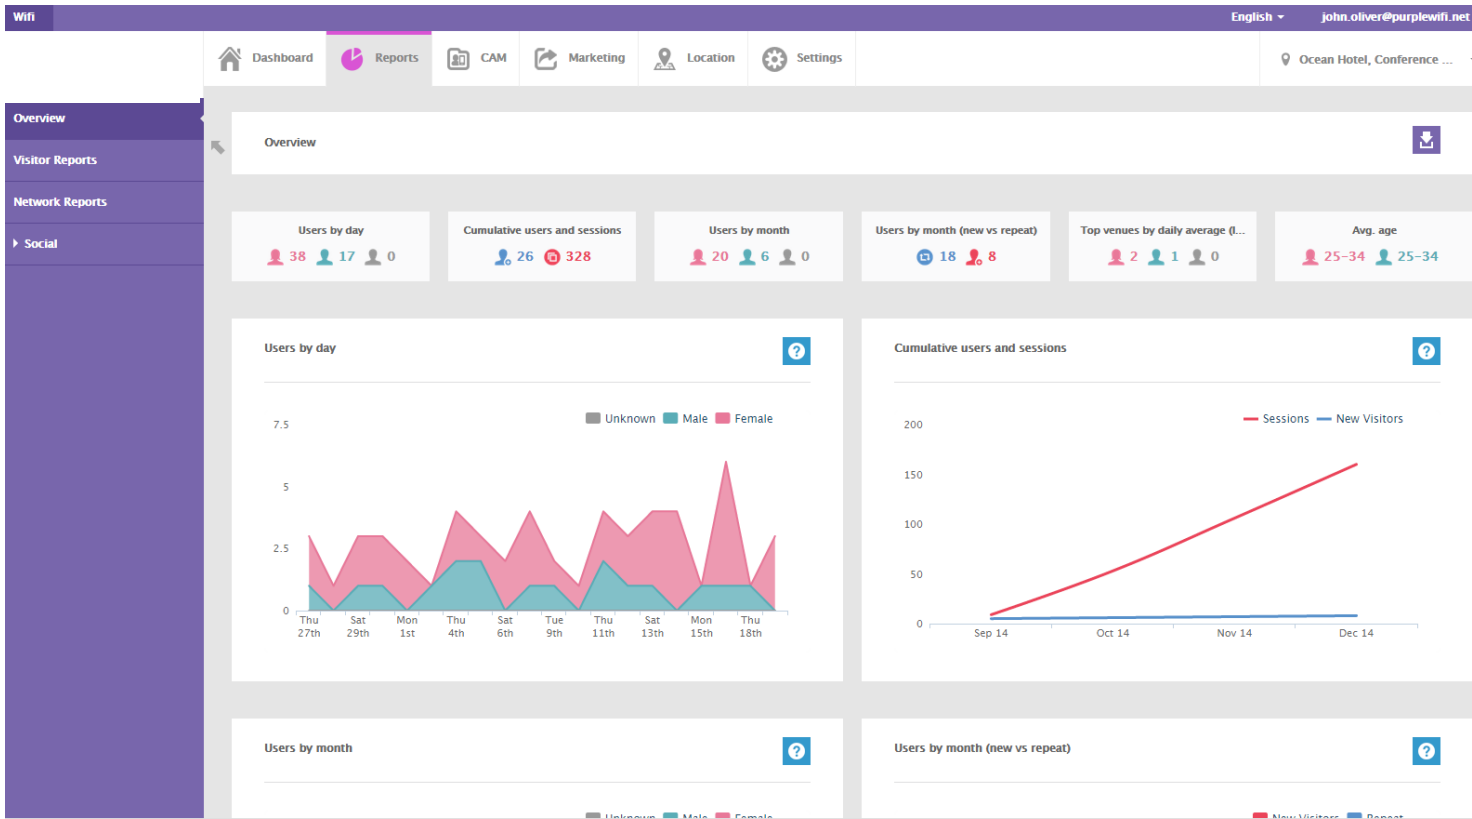 Wifi English john.oliver@purplewifi.net
Dashboard Reports CAM Marketing Location Settings Ocean Hotel, Conference ...
Overview
Visitor Reports
Network Reports
Social
Overview
Users by day
38 17 0
Cumulative users and sessions
26 328
Users by month
20 6 0
Users by month (new vs repeat)
18 8
Top venues by daily average (l...
2 1 0
Avg. age
25-34 25-34
Users by day
?
Unknown Male Female
7.5
5
2.5
0
Thu Sat Mon Thu Sat Tue Thu Sat Mon Thu
27th 29th 1st 4th 6th 9th 11th 13th 15th 18th
Cumulative users and sessions
?
Sessions New Visitors
200
150
100
50
0
Sep 14 Oct 14 Nov 14 Dec 14
Users by month
?
Unknown Male Female
Users by month (new vs repeat)
?
New Visitors Repeat